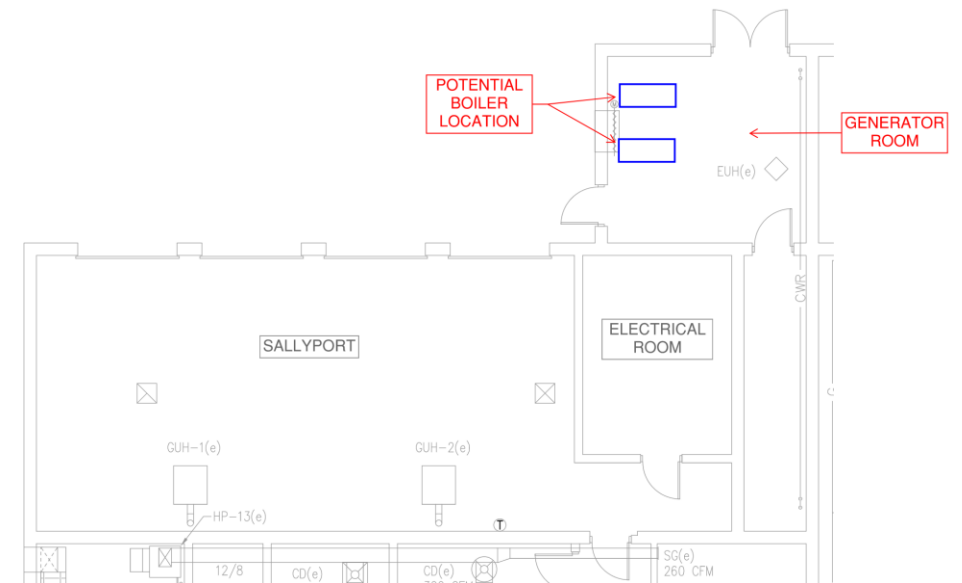 POTENTIAL
BOILER
LOCATION
GENERATOR
ROOM
EUH(e)
CWR
SALLYPORT
ELECTRICAL
ROOM
GUH-1(e)
GUH-2(e)
HP-13(e)
T
12/8
CD(e)
CD(e)
SG(e)
260 CFM